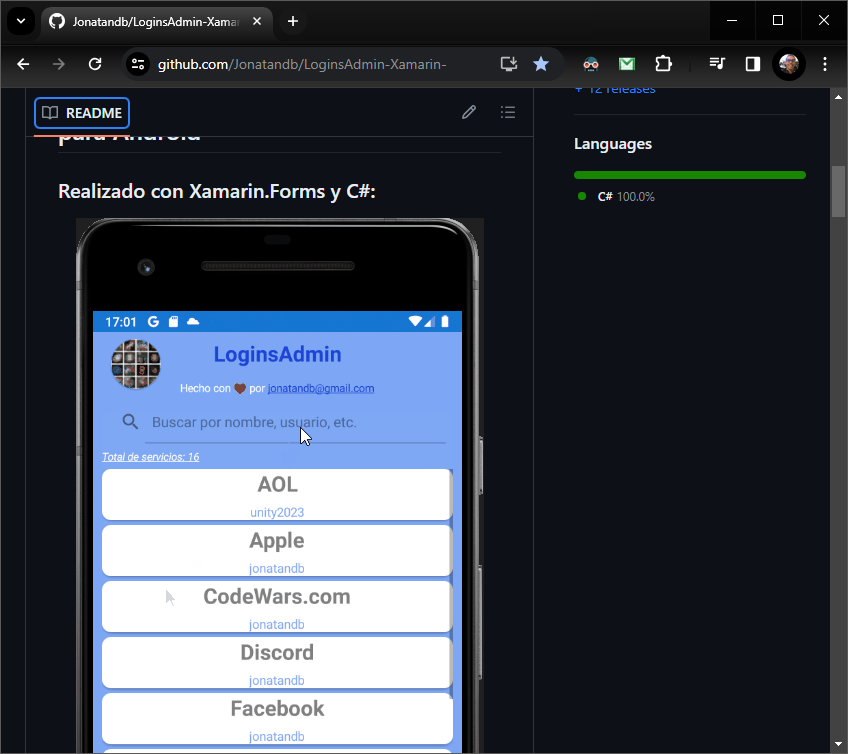 Jonatandb/LoginsAdmin-Xama
github.com/Jonatandb/LoginsAdmin-Xamarin-
README
para Android
Realizado con Xamarin.Forms y C#:
17:01
LoginsAdmin
Hecho con por jonatandb@gmail.com
Buscar por nombre, usuario, etc.
Total de servicios: 16
AOL
unity2023
Apple
jonatandb
CodeWars.com
jonatandb
Discord
jonatandb
Facebook
jonatandb
+ 12 releases
Languages
C# 100.0%